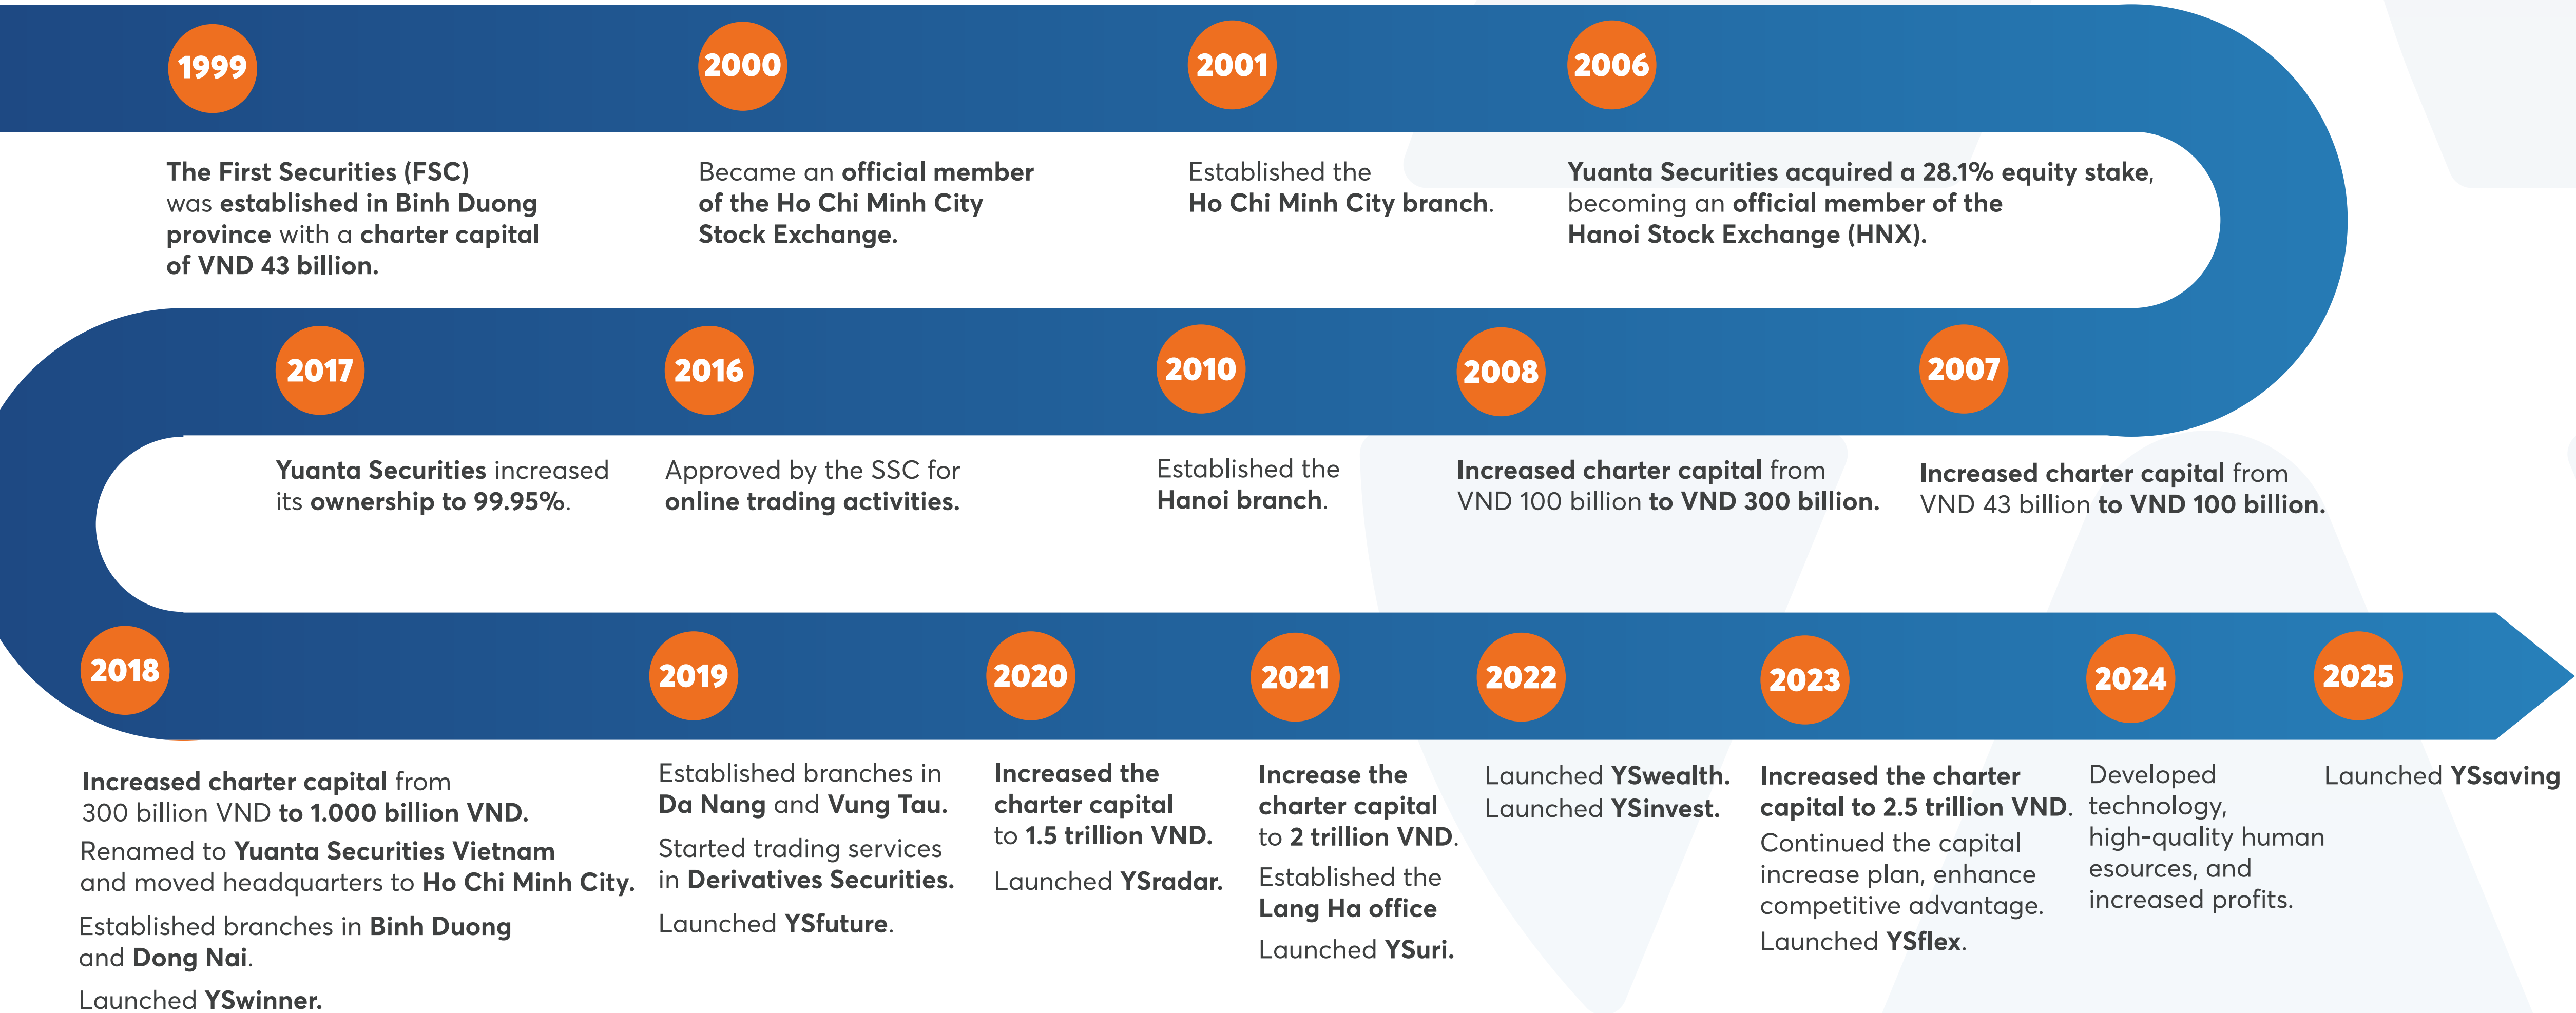 1999
The First Securities (FSC)
was established in Binh Duong
province with a charter capital
of VND 43 billion.
2000
Became an official member
of the Ho Chi Minh City
Stock Exchange.
2001
Established the
Ho Chi Minh City branch.
2006
Yuanta Securities acquired a 28.1% equity stake,
becoming an official member of the
Hanoi Stock Exchange (HNX).
2007
Increased charter capital from
VND 43 billion to VND 100 billion.
2008
Increased charter capital from
VND 100 billion to VND 300 billion.
2010
Established the
Hanoi branch.
2016
Approved by the SSC for
online trading activities.
2017
Yuanta Securities increased
its ownership to 99.95%.
2018
Increased charter capital from
300 billion VND to 1.000 billion VND.
Renamed to Yuanta Securities Vietnam
and moved headquarters to Ho Chi Minh City.
Established branches in Binh Duong
and Dong Nai.
Launched YSwinner.
2019
Established branches in
Da Nang and Vung Tau.
Started trading services
in Derivatives Securities.
Launched YSfuture.
2020
Increased the
charter capital
to 1.5 trillion VND.
Launched YSradar.
2021
Increase the
charter capital
to 2 trillion VND.
Established the
Lang Ha office
Launched YSuri.
2022
Launched YSwealth.
Launched YSinvest.
2023
Increased the charter
capital to 2.5 trillion VND.
Continued the capital
increase plan, enhance
competitive advantage.
Launched YSflex.
2024
Developed
technology,
high-quality human
esources, and
increased profits.
2025
Launched YSsaving